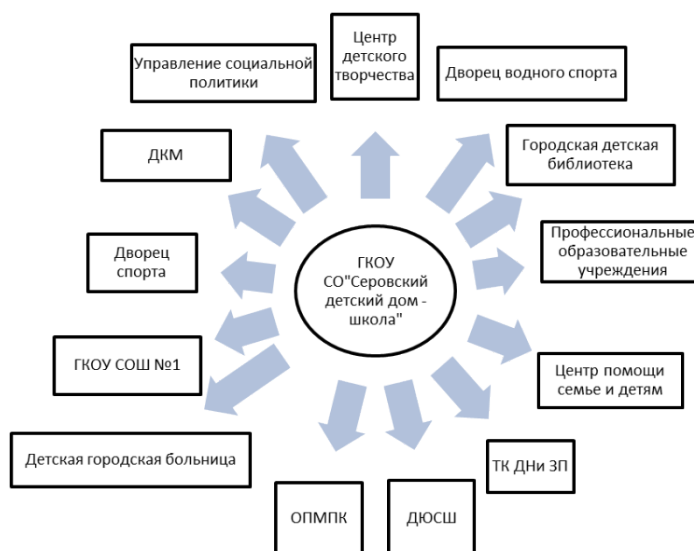 Центр
детского
творчества
Управление социальной
политики
Дворец водного спорта
ДКМ
Городская детская
библиотека
Дворец
спорта
ГКОУ
СО"Серовский
детский дом -
школа"
Профессиональные
образовательные
учреждения
ГКОУ СОШ №1
Центр помощи
семье и детям
Детская городская больница
ТК ДНи ЗП
ОПМПК
ДЮСШ